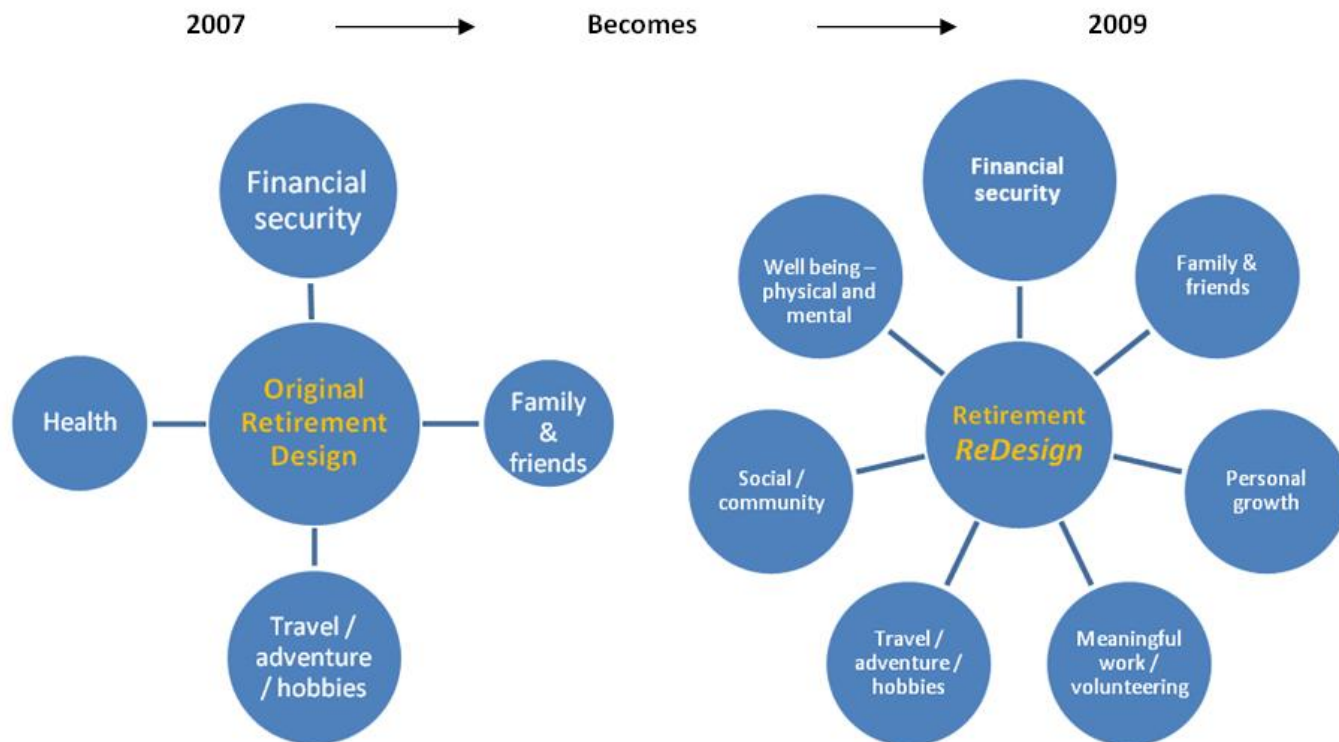 2007
Becomes
2009
Financial
security
Health
Original
Retirement
Design
Family
&
friends
Travel /
adventure
/ hobbies
Financial
security
Well being –
physical and
mental
Family &
friends
Retirement
ReDesign
Social /
community
Personal
growth
Travel /
adventure /
hobbies
Meaningful
work /
volunteering